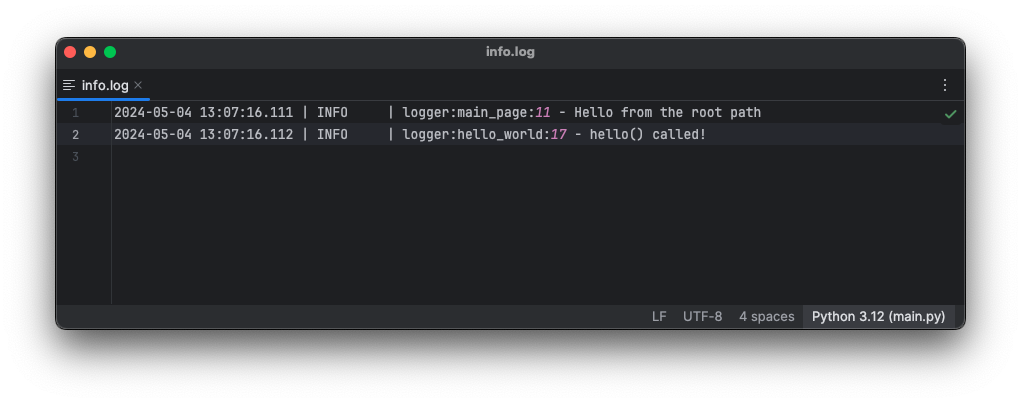 info.log
info.log
1 2024-05-04 13:07:16.111 | INFO     | logger:main_page:11 - Hello from the root path
2 2024-05-04 13:07:16.112 | INFO     | logger:hello_world:17 - hello() called!
3
LF UTF-8 4 spaces Python 3.12 (main.py)